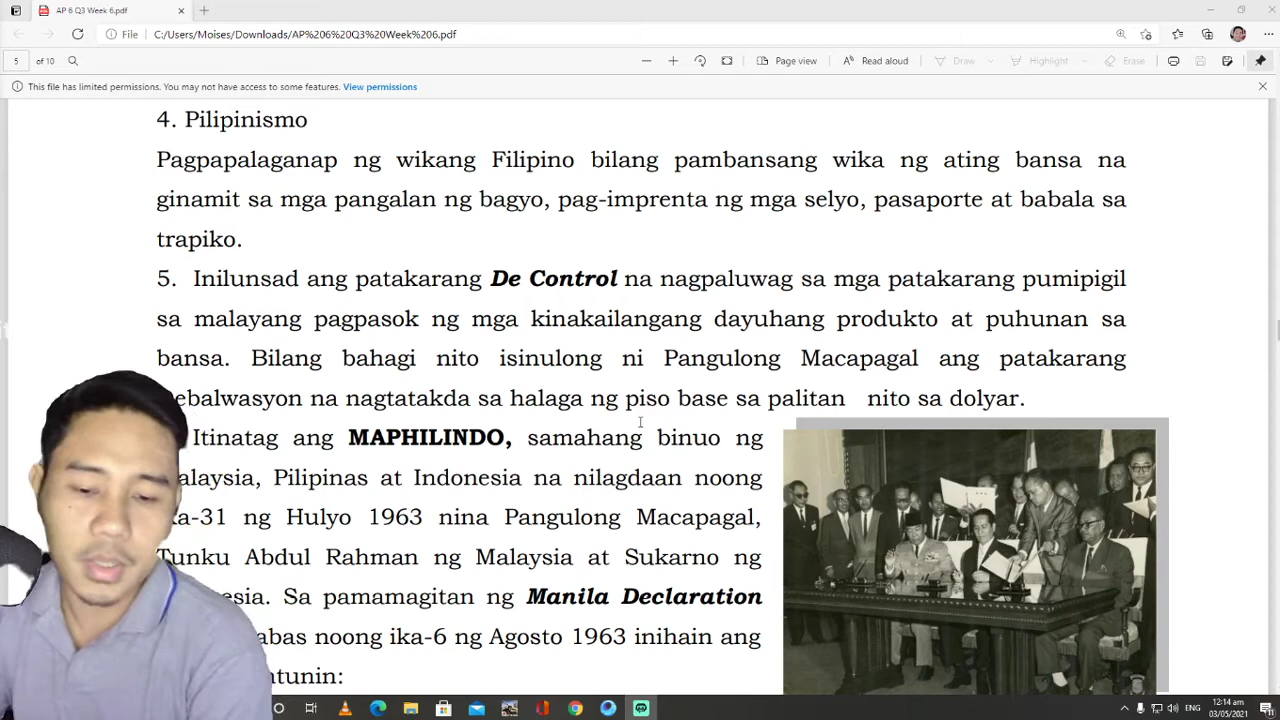 AP 6 Q3 Week 6.pdf
File C:/Users/Moises/Downloads/AP%206%20Q3%20Week%206.pdf
5 of 10 Page view Read aloud Draw Highlight Erase
This file has limited permissions. You may not have access to some features. View permissions
4. Pilipinismo
Pagpapalaganap ng wikang Filipino bilang pambansang wika ng ating bansa na
ginamit sa mga pangalan ng bagyo, pag-imprenta ng mga selyo, pasaporte at babala sa
trapiko.
5. Inilunsad ang patakarang De Control na nagpaluwag sa mga patakarang pumipigil
sa malayang pagpasok ng mga kinakailangang dayuhang produkto at puhunan sa
bansa. Bilang bahagi nito isinulong ni Pangulong Macapagal ang patakarang
ebalwasyon na nagtatakda sa halaga ng piso base sa palitan nito sa dolyar.
Itinatag ang MAPHILINDO, samahang binuo ng
alaysia, Pilipinas at Indonesia na nilagdaan noong
ka-31 ng Hulyo 1963 nina Pangulong Macapagal,
Tunku Abdul Rahman ng Malaysia at Sukarno ng
esia. Sa pamamagitan ng Manila Declaration
abas noong ika-6 ng Agosto 1963 inihain ang
ntunin:
ENG
12:14 am
03/05/2021